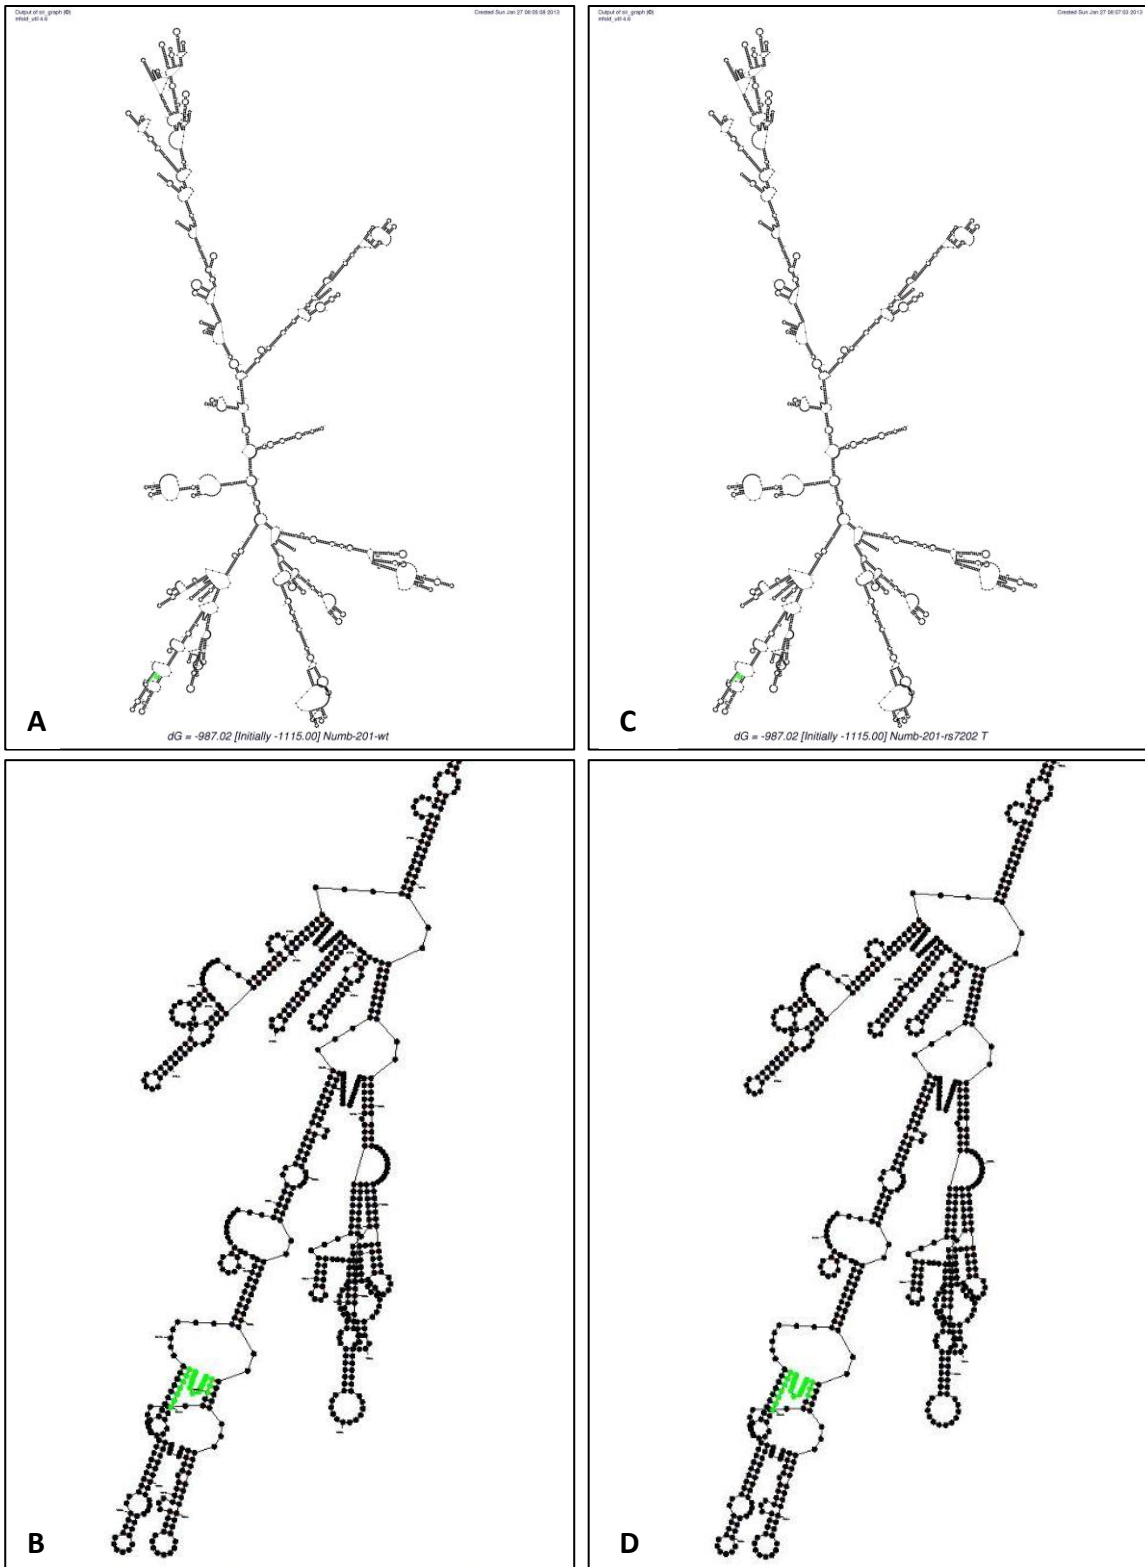 Output of sir_graph (©)
mfold_util 4.6
Created Sun Jan 27 08:05:08 2013
A
dG = -987.02 [Initially -1115.00] Numb-201-wt
Output of sir_graph (©)
mfold_util 4.6
Created Sun Jan 27 08:07:03 2013
C
dG = -987.02 [Initially -1115.00] Numb-201-rs7202 T
B
D